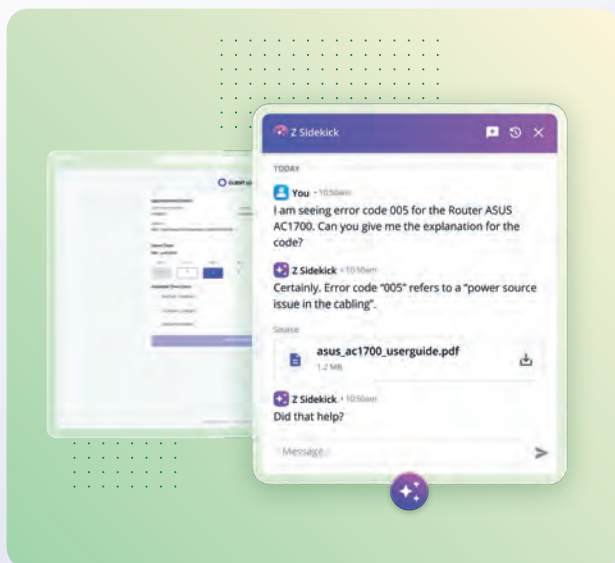 Z Sidekick
TODAY
You • 10:50am
I am seeing error code 005 for the Router ASUS
AC1700. Can you give me the explanation for the
code?
Z Sidekick • 10:50am
Certainly. Error code "005" refers to a "power source
issue in the cabling".
Source
asus_ac1700_userguide.pdf
1.2 MB
Z Sidekick • 10:50am
Did that help?
Message